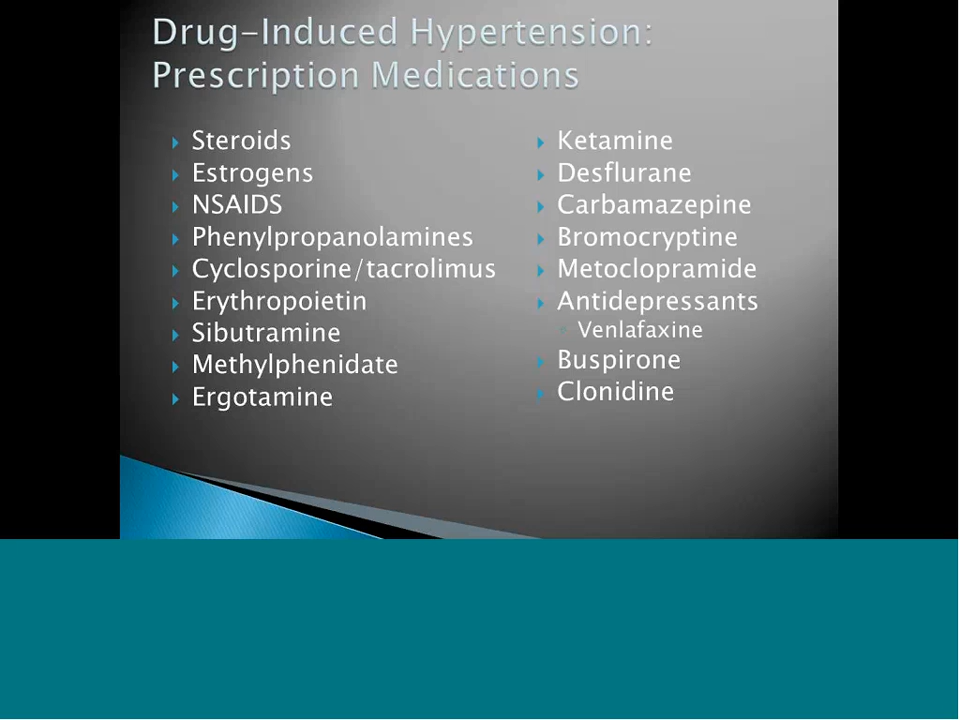 Drug-Induced Hypertension:
Prescription Medications
Steroids
Estrogens
NSAIDS
Phenylpropanolamines
Cyclosporine/tacrolimus
Erythropoietin
Sibutramine
Methylphenidate
Ergotamine
Ketamine
Desflurane
Carbamazepine
Bromocryptine
Metoclopramide
Antidepressants
Venlafaxine
Buspirone
Clonidine